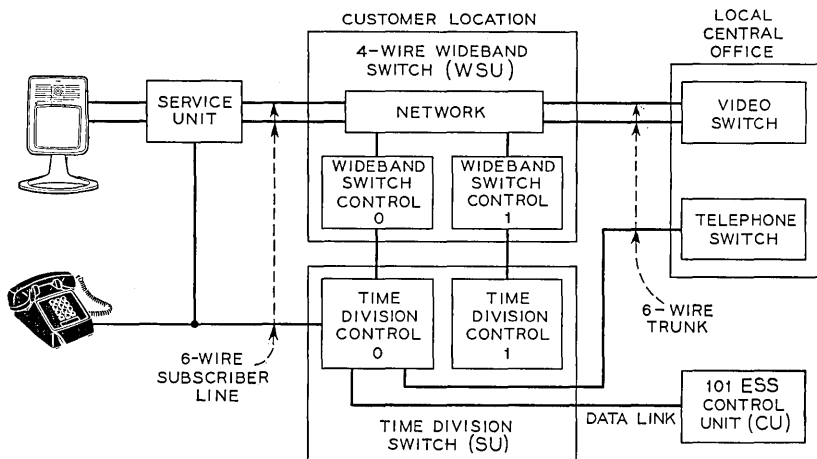 CUSTOMER LOCATION
4-WIRE WIDEBAND
SWITCH (WSU)
LOCAL
CENTRAL
OFFICE
SERVICE
UNIT
NETWORK
VIDEO
SWITCH
WIDEBAND
SWITCH
CONTROL
0
WIDEBAND
SWITCH
CONTROL
1
TELEPHONE
SWITCH
TIME
DIVISION
CONTROL
0
TIME
DIVISION
CONTROL
1
6-WIRE
TRUNK
6-WIRE
SUBSCRIBER
LINE
101 ESS
CONTROL
UNIT (CU)
DATA LINK
TIME DIVISION
SWITCH (SU)